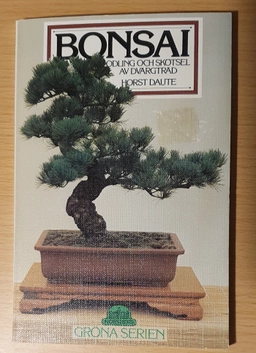 BONSAI
ODLING OCH SKÖTSEL
AV DVÄRGTRÄD
HORST DAUTE
GRÖNA SERIEN